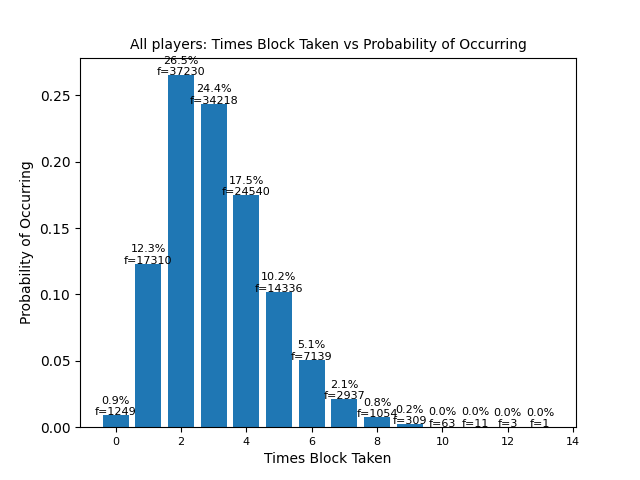 All players: Times Block Taken vs Probability of Occurring
26.5%
f=37230
24.4%
f=34218
17.5%
f=24540
12.3%
f=17310
10.2%
f=14336
5.1%
f=7139
2.1%
f=2937
0.9%
f=1249
0.8%
f=1054
0.2%
f=309
0.0%
f=63
0.0%
f=11
0.0%
f=3
0.0%
f=1
0.25
0.20
0.15
0.10
0.05
0.00
Probability of Occurring
0 2 4 6 8 10 12 14
Times Block Taken